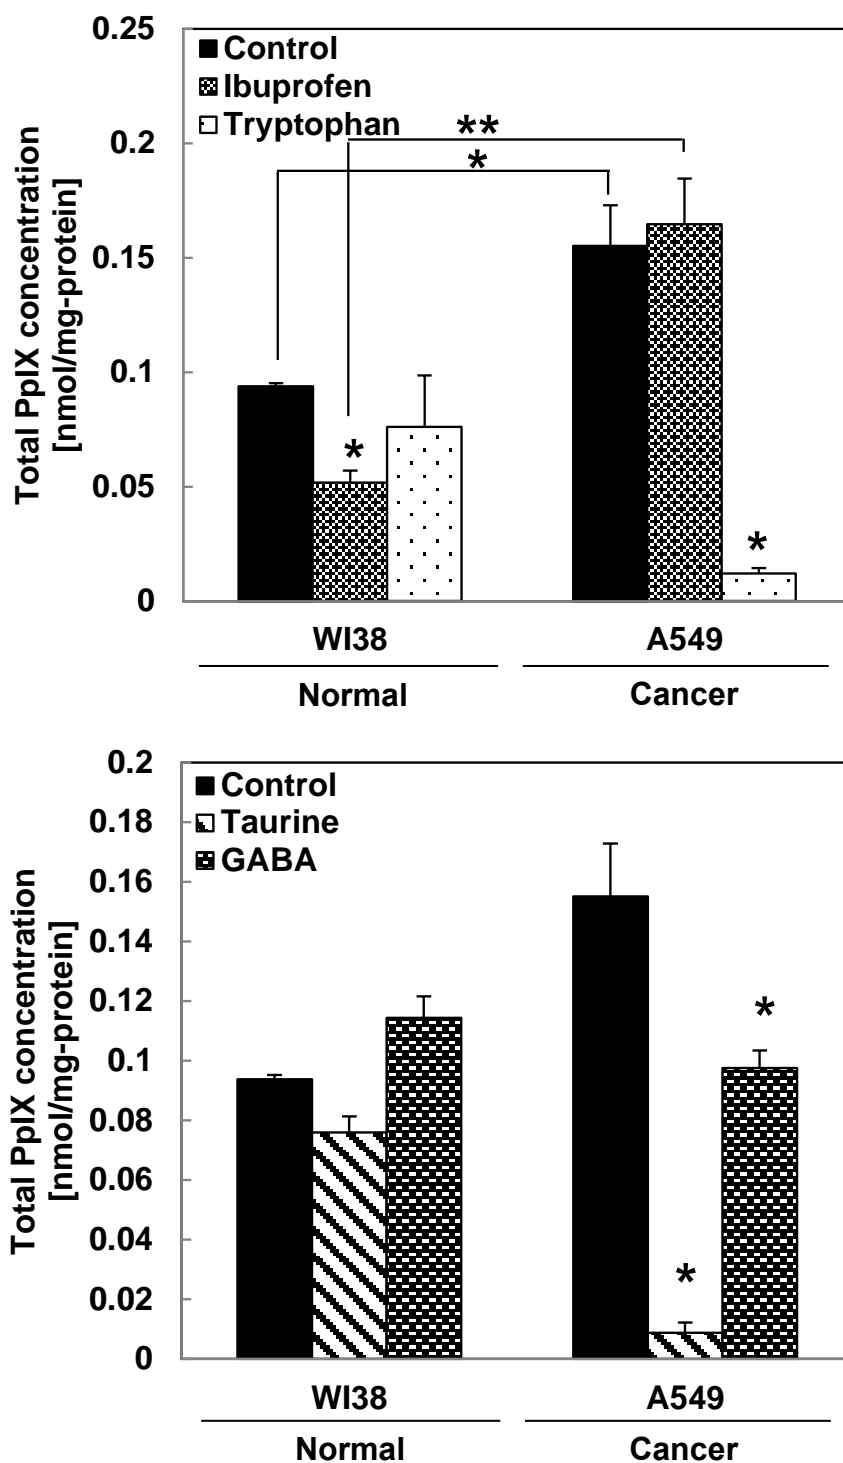 Total PpIX concentration
[nmol/mg-protein]
0.25
0.2
0.15
0.1
0.05
0
Control
Ibuprofen
Tryptophan
**
*
*
*
WI38
A549
Normal
Cancer
Total PpIX concentration
[nmol/mg-protein]
0.2
0.18
0.16
0.14
0.12
0.1
0.08
0.06
0.04
0.02
0
Control
Taurine
GABA
*
*
WI38
A549
Normal
Cancer